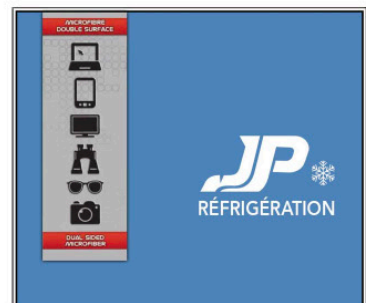 MICROFIBRE
DOUBLE SURFACE
JP
RÉFRIGÉRATION
DUAL SIDED
MICROFIBER